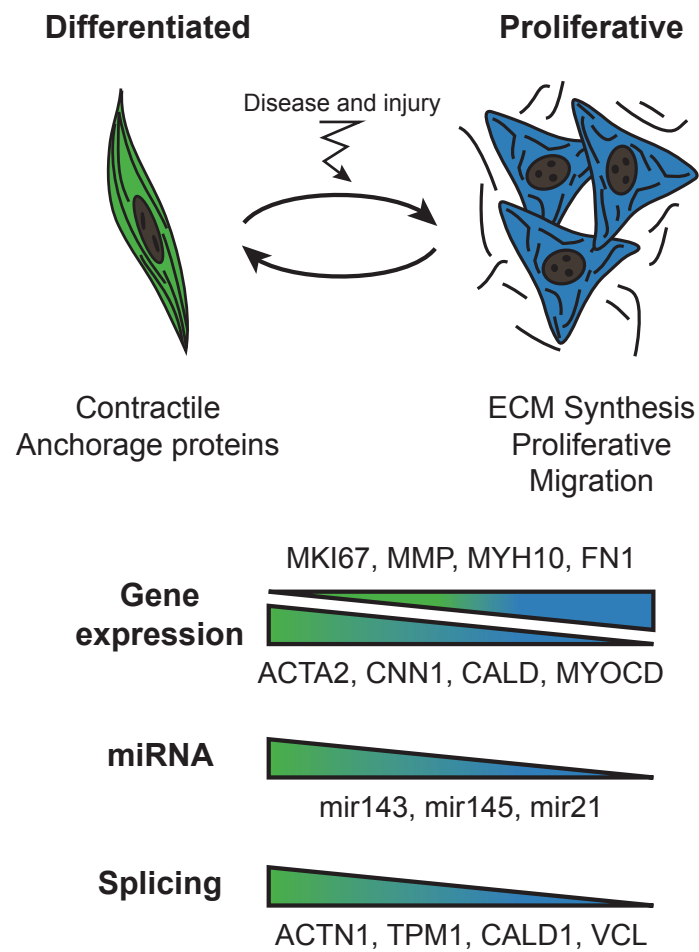 Differentiated
Proliferative
Disease and injury
Contractile
Anchorage proteins
ECM Synthesis
Proliferative
Migration
MKI67, MMP, MYH10, FN1
Gene
expression
ACTA2, CNN1, CALD, MYOCD
miRNA
mir143, mir145, mir21
Splicing
ACTN1, TPM1, CALD1, VCL